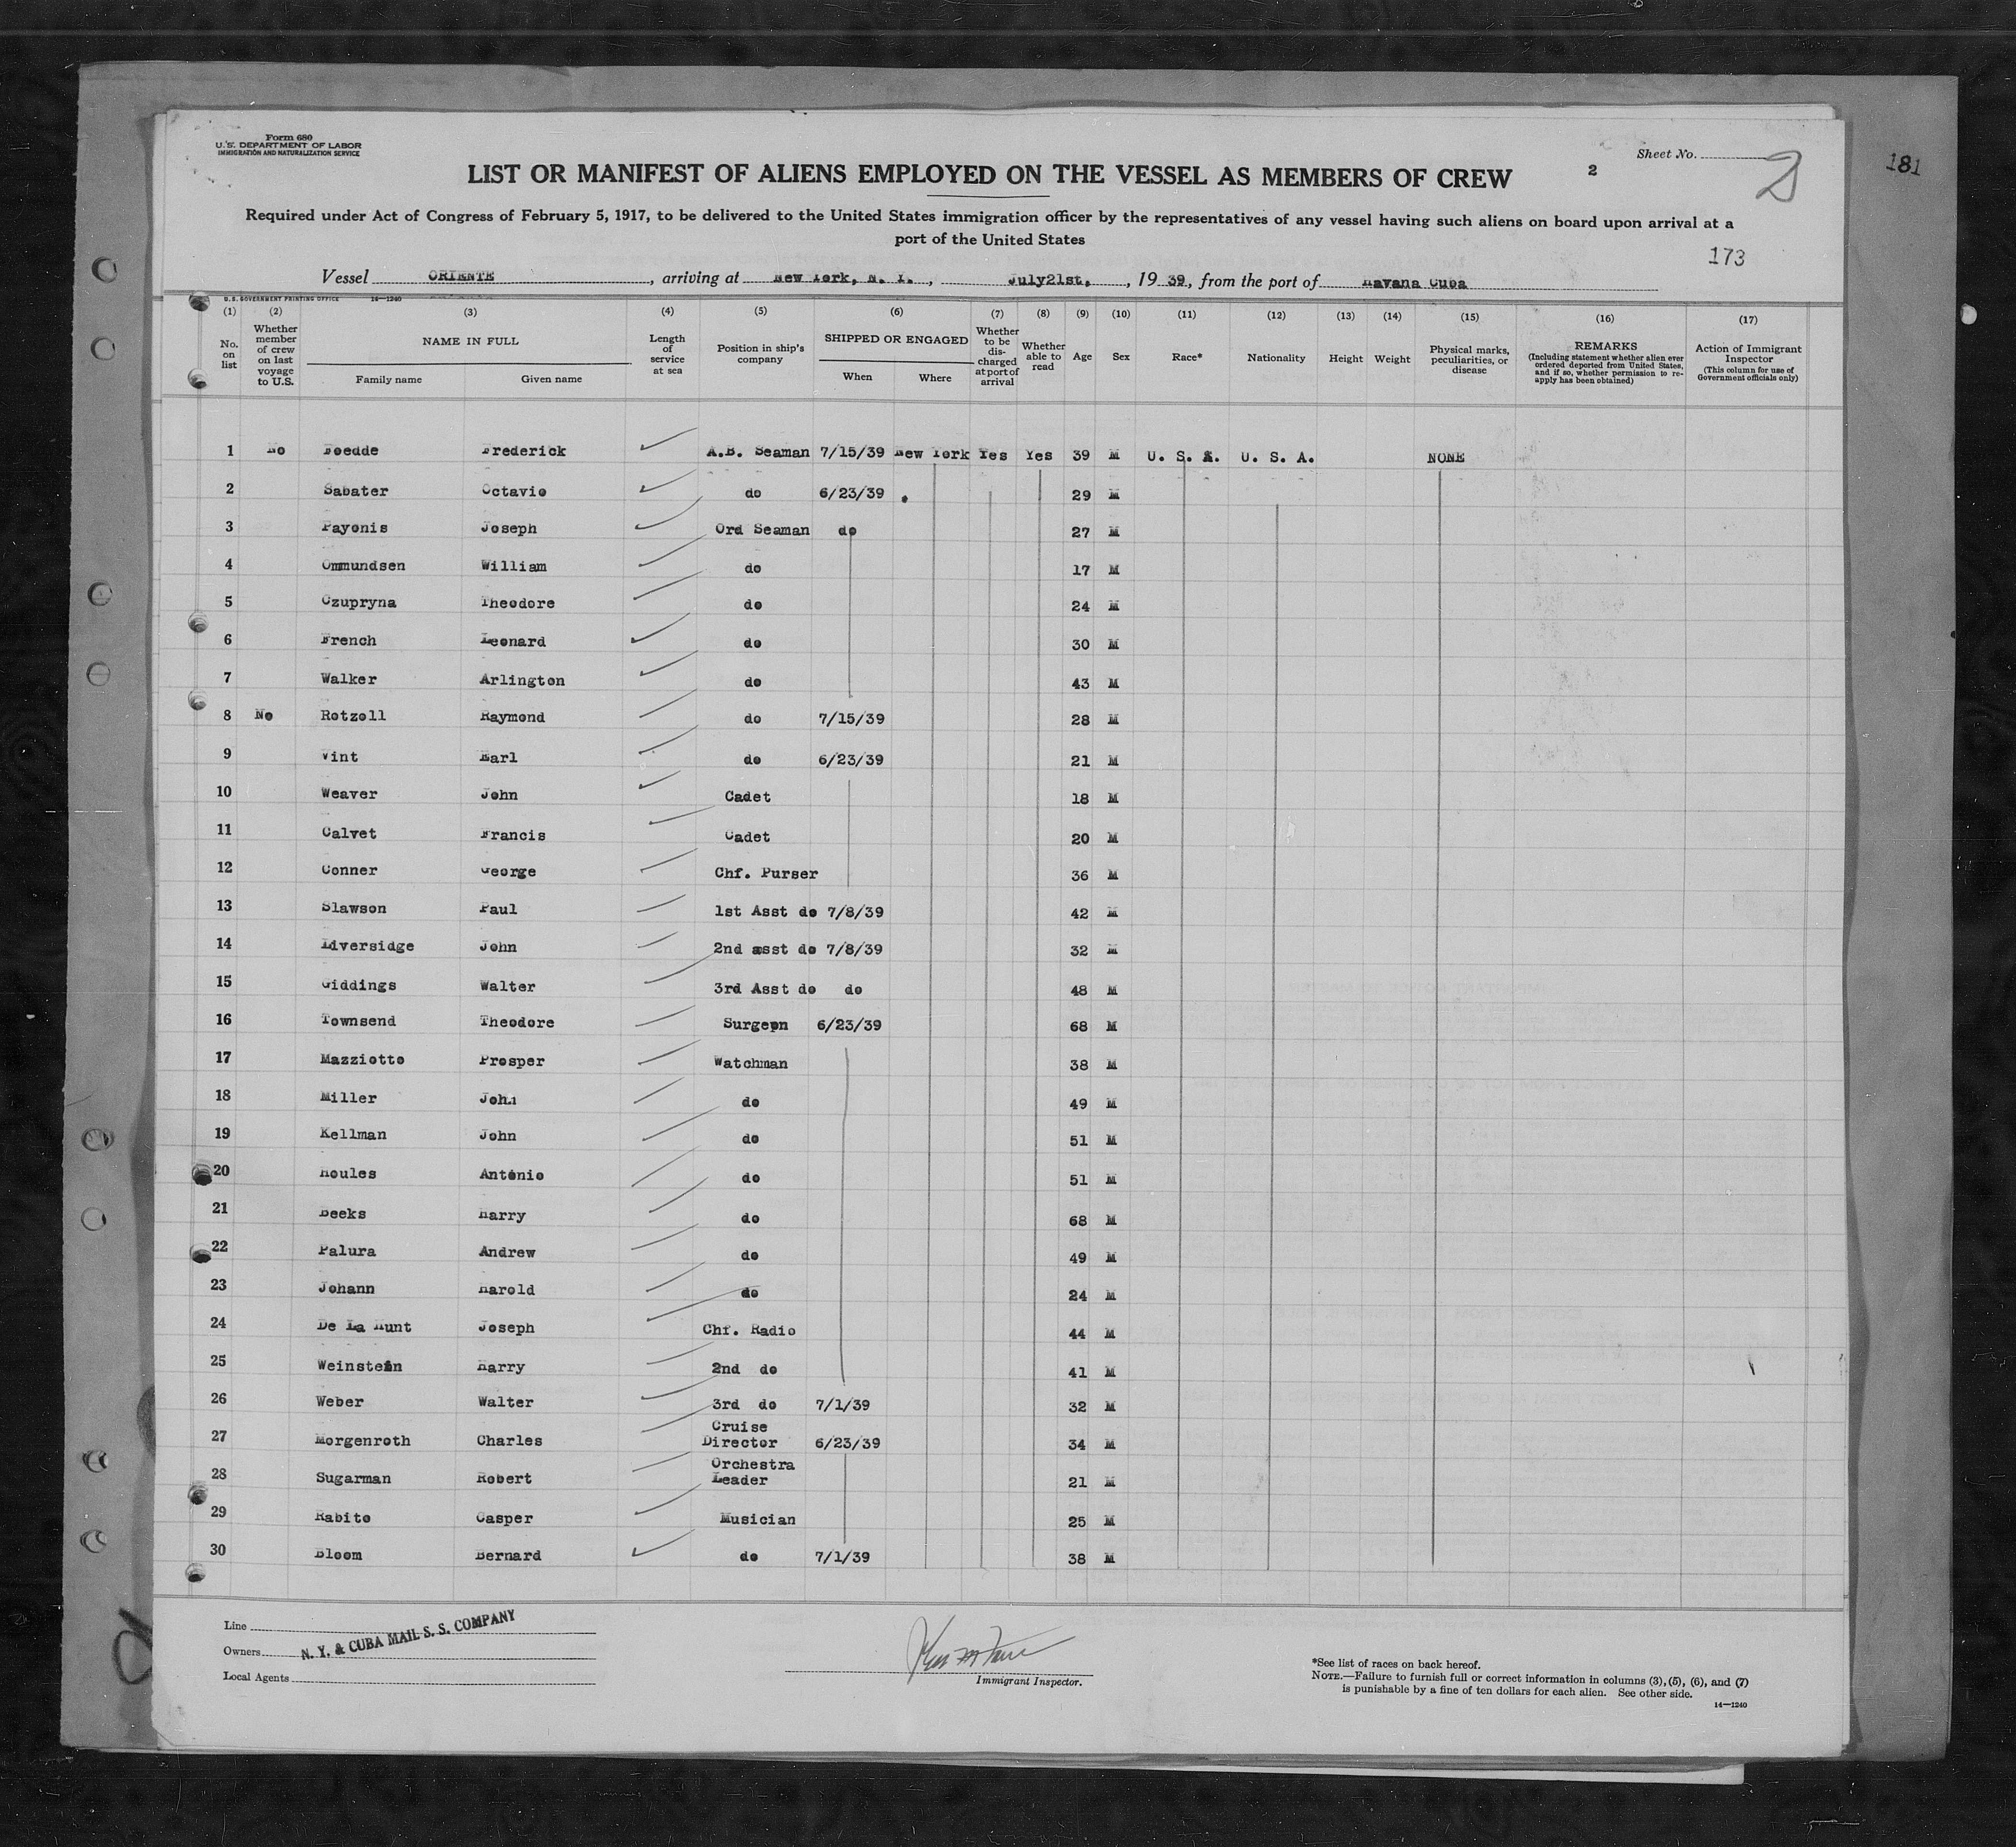 Form 680
U. S. DEPARTMENT OF LABOR
IMMIGRATION AND NATURALIZATION SERVICE
Sheet No.
2
181
LIST OR MANIFEST OF ALIENS EMPLOYED ON THE VESSEL AS MEMBERS OF CREW
Required under Act of Congress of February 5, 1917, to be delivered to the United States immigration officer by the representatives of any vessel having such aliens on board upon arrival at a
port of the United States
173
Vessel ORIENTE, arriving at New York, N. Y., July21st, 1939, from the port of Havana Cuba
U. S. GOVERNMENT PRINTING OFFICE 14—1240
(1) (2) (3) (4) (5) (6) (7) (8) (9) (10) (11) (12) (13) (14) (15) (16) (17)
No. on list
Whether member of crew on last voyage to U.S.
NAME IN FULL
Family name Given name
Length of service at sea
Position in ship's company
SHIPPED OR ENGAGED
When Where
Whether to be discharged at port of arrival
Whether able to read
Age Sex Race* Nationality Height Weight
Physical marks, peculiarities, or disease
REMARKS
(Including statement whether alien ever ordered deported from United States, and if so, whether permission to re-apply has been obtained)
Action of Immigrant Inspector
(This column for use of Government officials only)
1 No Foedde Frederick A.B. Seaman 7/15/39 New York Yes Yes 39 M U. S. A. U. S. A. NONE
2 Sabater Octavio do 6/23/39 29 M
3 Payonis Joseph Ord Seaman do 27 M
4 Ommundsen William do 17 M
5 Czupryna Theodore do 24 M
6 French Leonard do 30 M
7 Walker Arlington do 43 M
8 No Rotzoll Raymond do 7/15/39 28 M
9 Vint Earl do 6/23/39 21 M
10 Weaver John Cadet 18 M
11 Calvet Francis Cadet 20 M
12 Conner George Chf. Purser 36 M
13 Slawson Paul 1st Asst do 7/8/39 42 M
14 Liversidge John 2nd asst do 7/8/39 32 M
15 Giddings Walter 3rd Asst do do 48 M
16 Townsend Theodore Surgeon 6/23/39 68 M
17 Mazziotto Prosper Watchman 38 M
18 Miller John do 49 M
19 Kellman John do 51 M
20 Roules Antonio do 51 M
21 Beeks Harry do 68 M
22 Palura Andrew do 49 M
23 Johann Harold do 24 M
24 De La Hunt Joseph Chf. Radio 44 M
25 Weinstein Harry 2nd do 41 M
26 Weber Walter 3rd do 7/1/39 32 M
27 Morgenroth Charles Cruise Director 6/23/39 34 M
28 Sugarman Robert Orchestra Leader 21 M
29 Rabito Casper Musician 25 M
30 Bloom Bernard do 7/1/39 38 M
Line
Owners N. Y. & CUBA MAIL S. S. COMPANY
Local Agents
Immigrant Inspector.
*See list of races on back hereof.
NOTE.—Failure to furnish full or correct information in columns (3), (5), (6), and (7)
is punishable by a fine of ten dollars for each alien. See other side.
14—1240